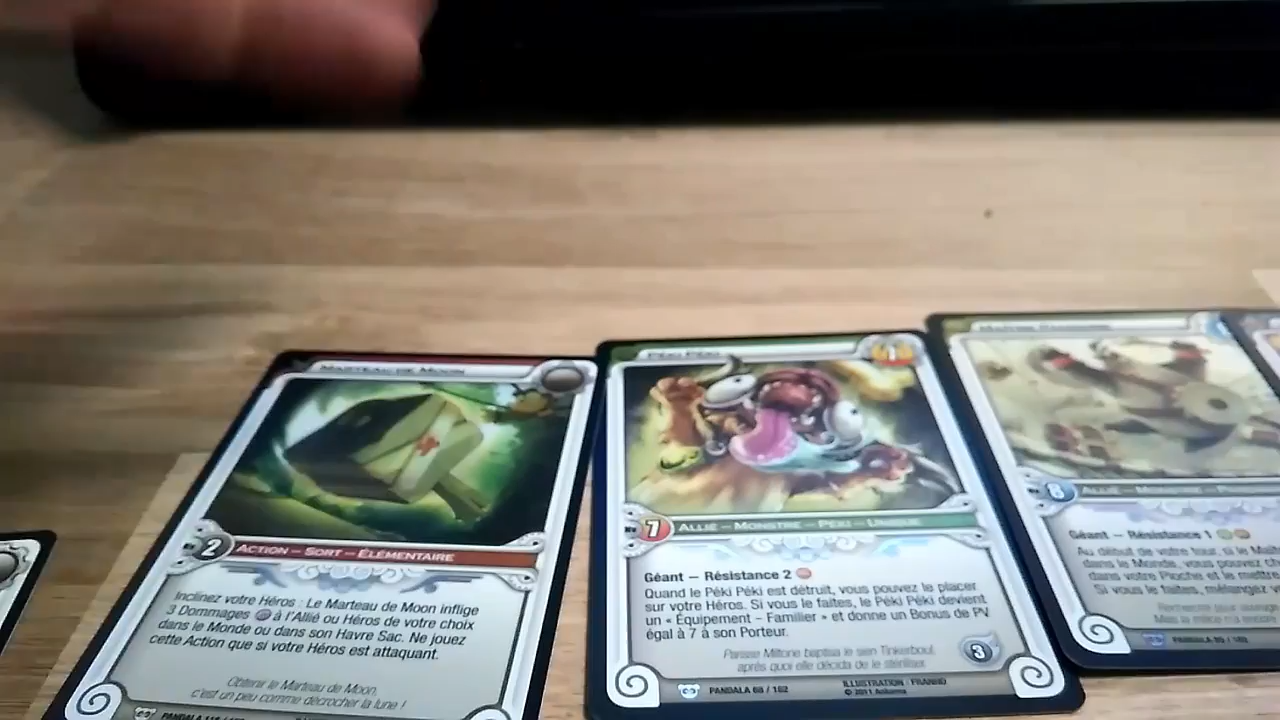 MARTEAU DE MOON
2
ACTION – SORT – ÉLÉMENTAIRE
Inclinez votre Héros : Le Marteau de Moon inflige
3 Dommages à l'Allié ou Héros de votre choix
dans le Monde ou dans son Havre Sac. Ne jouez
cette Action que si votre Héros est attaquant.
Obtenir le Marteau de Moon,
c'est un peu comme décrocher la lune !
PANDALA
PÉKI PÉKI
1
7
ALLIÉ – MONSTRE – PÉKI – UNIQUE
Géant – Résistance 2
Quand le Péki Péki est détruit, vous pouvez le placer
sur votre Héros. Si vous le faites, le Péki Péki devient
un « Équipement – Familier » et donne un Bonus de PV
égal à 7 à son Porteur.
baptisa le sien Tinkerboul,
après quoi elle décida de le stériliser.
3
PANDALA 68 / 162
ILLUSTRATION : FRANHO
© 2011 Ankama
ALLIÉ – MONSTRE –
Géant – Résistance 1
Au début de votre tour, si le
dans le Monde, vous pouvez
dans votre Pioche et le mettre
Si vous le faites, mélangez
PANDALA